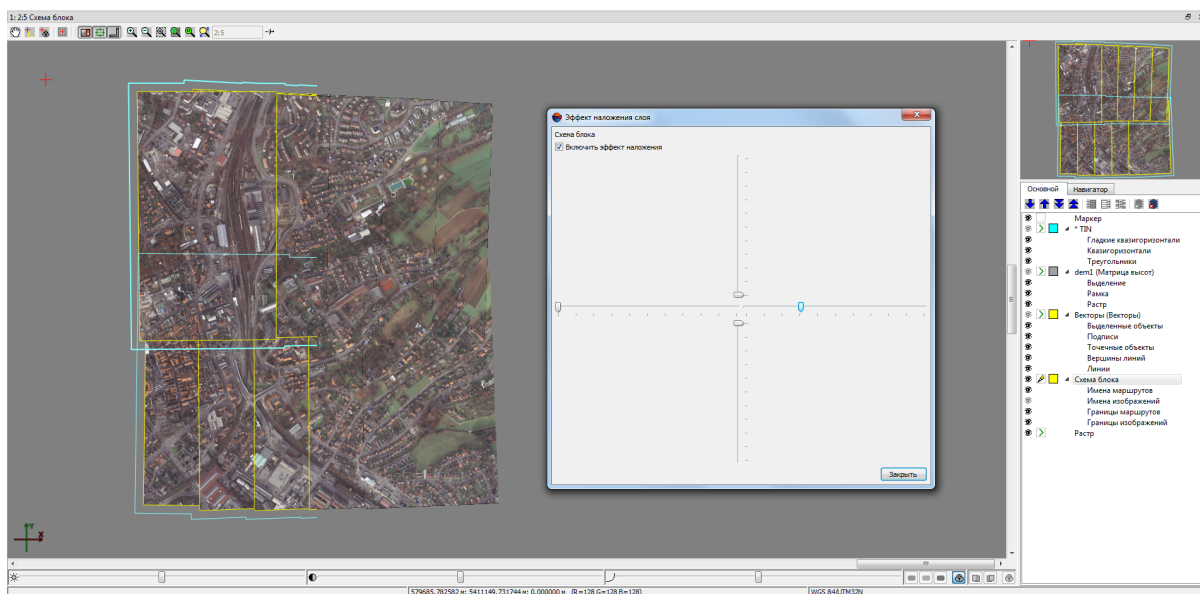 1: 2:5 Схема блока
2:5
Эффект наложения слоя
Схема блока
Включить эффект наложения
Закрыть
Основной
Навигатор
Маркер
* TIN
Гладкие квазигоризонтали
Квазигоризонтали
Треугольники
dem1 (Матрица высот)
Выделение
Рамка
Растр
Векторы (Векторы)
Выделенные объекты
Подписи
Точечные объекты
Вершины линий
Линии
Схема блока
Имена маршрутов
Имена изображений
Границы маршрутов
Границы изображений
Растр
Y
X
579685.782582 м; 5411149.731744 м; 0.000000 м (R=128 G=128 B=128)
WGS 84/UTM32N